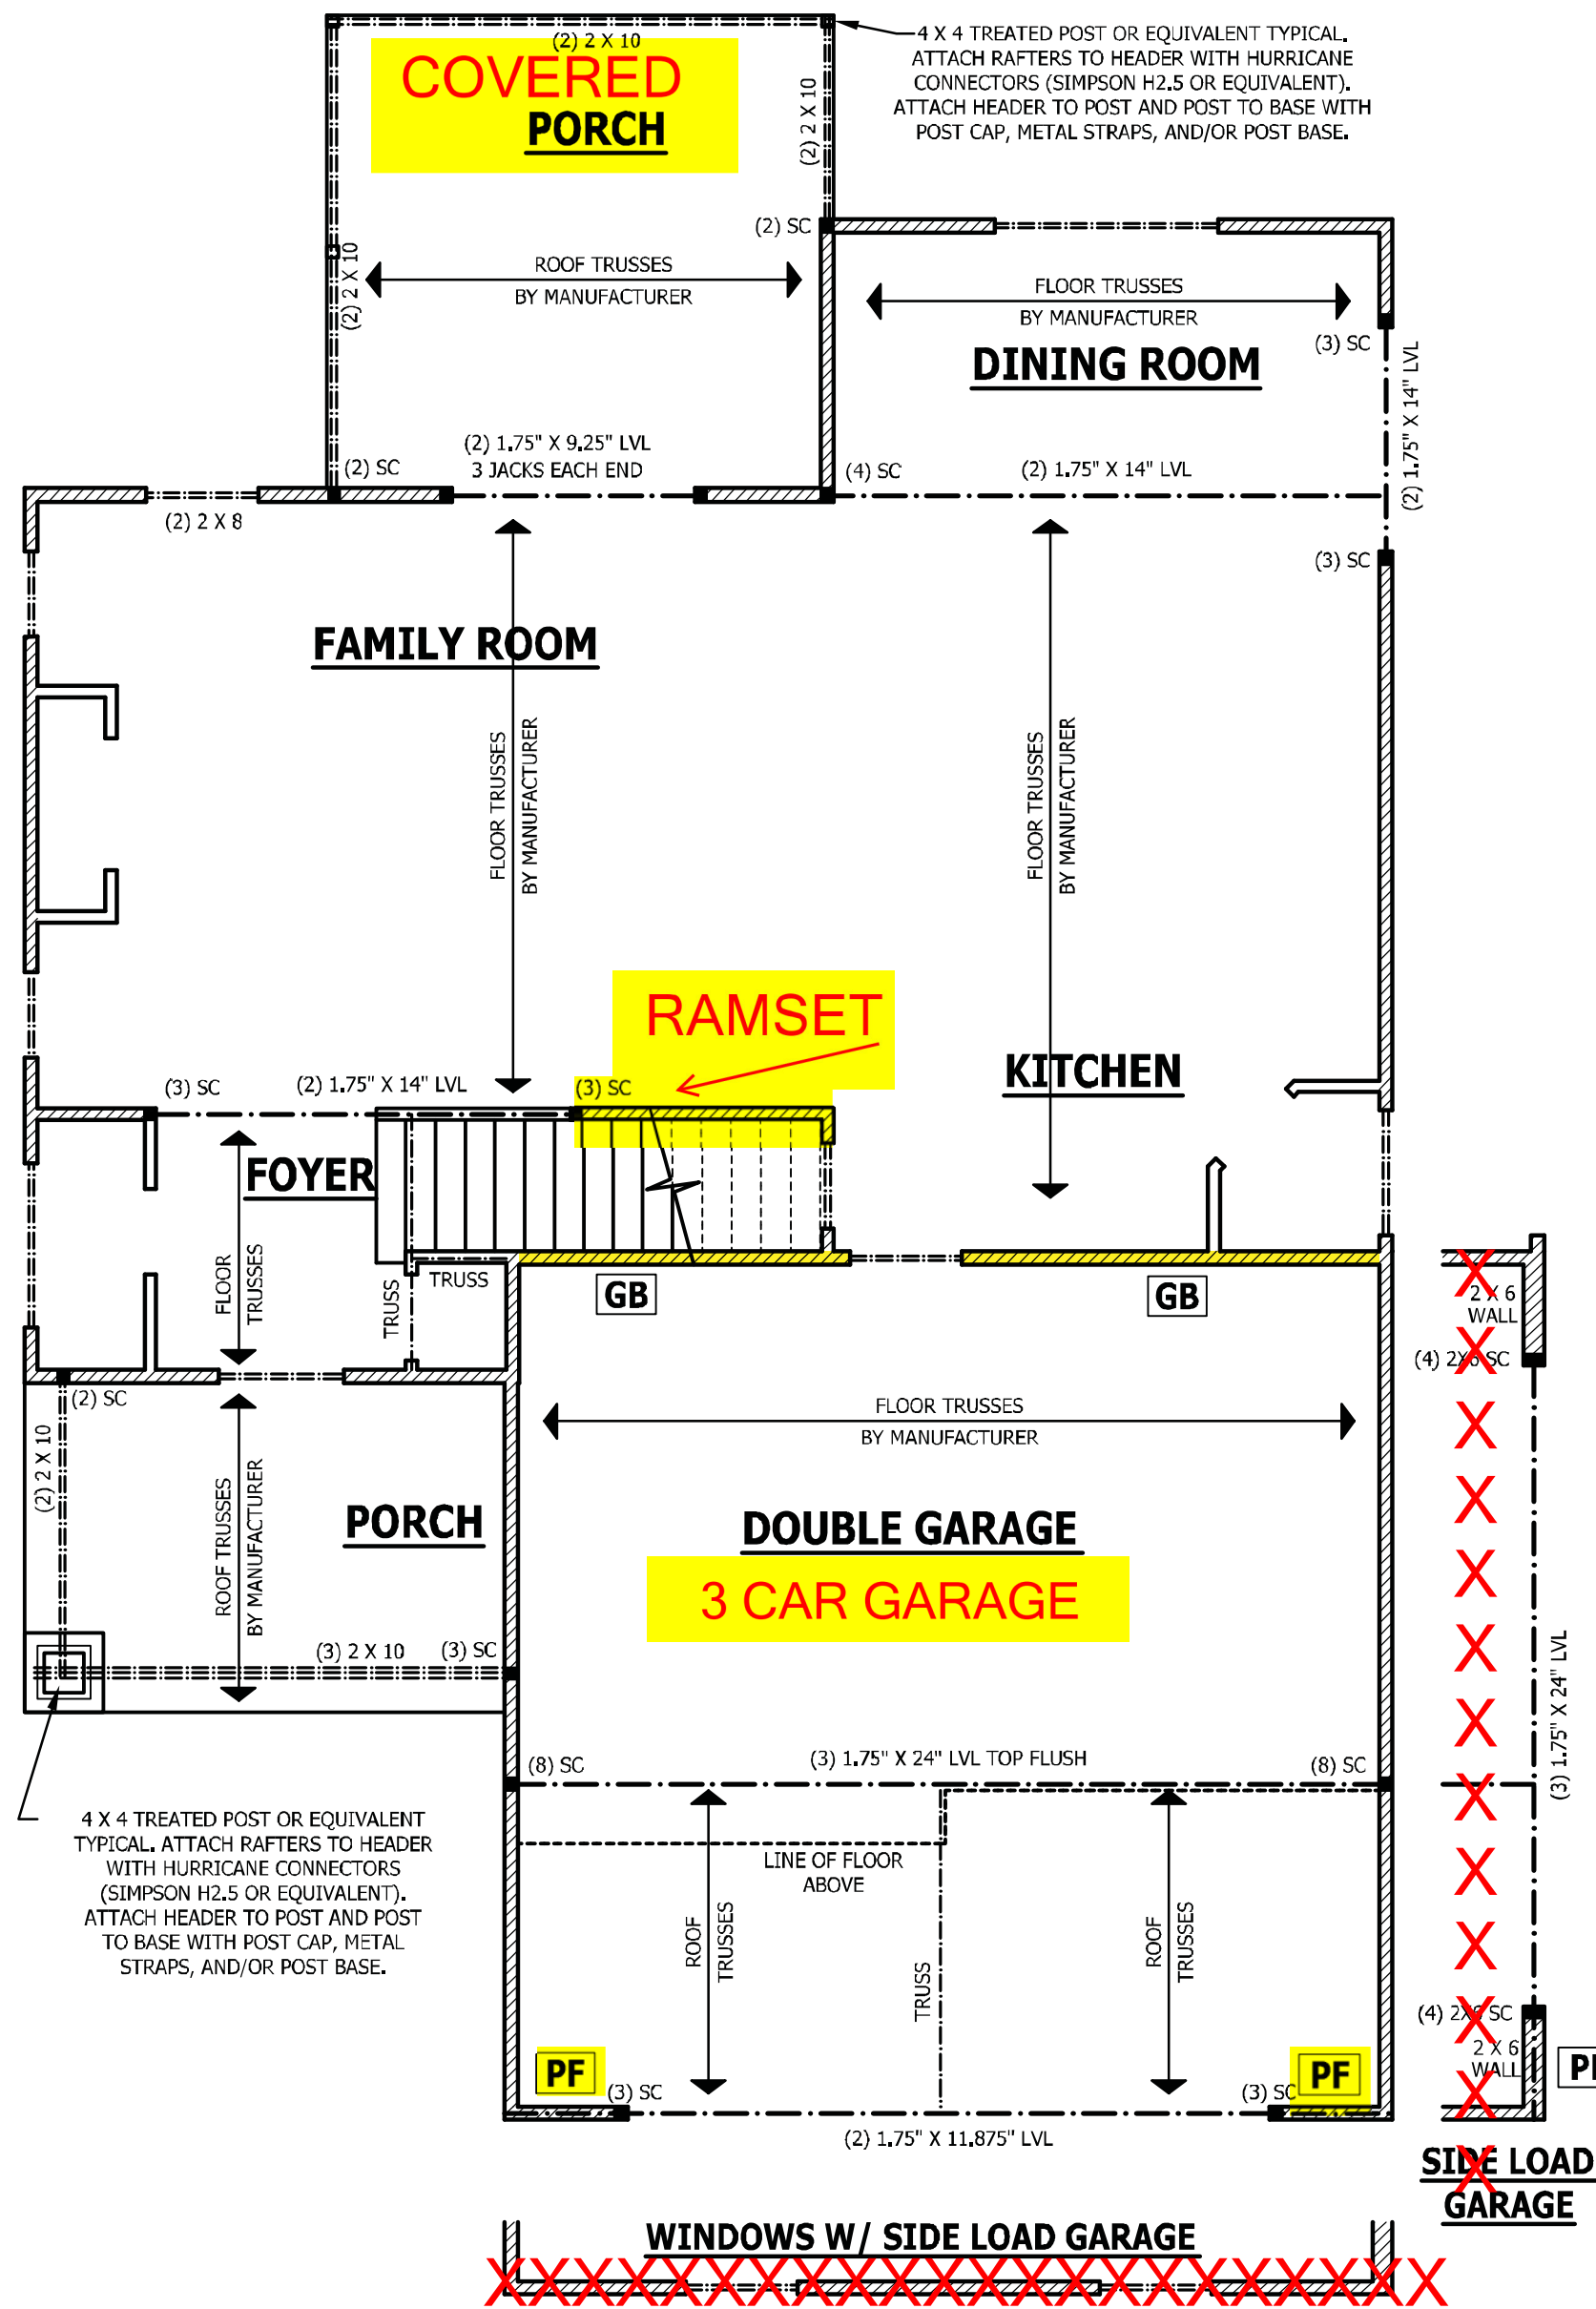 (2) 2 X 10
COVERED
PORCH
(2) 2 X 10
4 X 4 TREATED POST OR EQUIVALENT TYPICAL.
ATTACH RAFTERS TO HEADER WITH HURRICANE
CONNECTORS (SIMPSON H2.5 OR EQUIVALENT).
ATTACH HEADER TO POST AND POST TO BASE WITH
POST CAP, METAL STRAPS, AND/OR POST BASE.
(2) SC
(2) 2 X 10
ROOF TRUSSES
BY MANUFACTURER
FLOOR TRUSSES
BY MANUFACTURER
DINING ROOM
(3) SC
(2) 1.75" X 14" LVL
(2) 1.75" X 9.25" LVL
3 JACKS EACH END
(2) SC
(4) SC
(2) 1.75" X 14" LVL
(2) 2 X 8
(3) SC
FAMILY ROOM
FLOOR TRUSSES
BY MANUFACTURER
FLOOR TRUSSES
BY MANUFACTURER
RAMSET
KITCHEN
(3) SC
(2) 1.75" X 14" LVL
(3) SC
FOYER
FLOOR
TRUSSES
TRUSS
TRUSS
GB
GB
2 X 6
WALL
(4) 2X6 SC
(2) SC
(2) 2 X 10
ROOF TRUSSES
BY MANUFACTURER
PORCH
FLOOR TRUSSES
BY MANUFACTURER
DOUBLE GARAGE
3 CAR GARAGE
(3) 2 X 10
(3) SC
(3) 1.75" X 24" LVL
(8) SC
(3) 1.75" X 24" LVL TOP FLUSH
(8) SC
4 X 4 TREATED POST OR EQUIVALENT
TYPICAL. ATTACH RAFTERS TO HEADER
WITH HURRICANE CONNECTORS
(SIMPSON H2.5 OR EQUIVALENT).
ATTACH HEADER TO POST AND POST
TO BASE WITH POST CAP, METAL
STRAPS, AND/OR POST BASE.
LINE OF FLOOR
ABOVE
ROOF
TRUSSES
TRUSS
ROOF
TRUSSES
(4) 2X6 SC
2 X 6
WALL
PF
(3) SC
(3) SC
PF
(2) 1.75" X 11.875" LVL
SIDE LOAD
GARAGE
WINDOWS W/ SIDE LOAD GARAGE